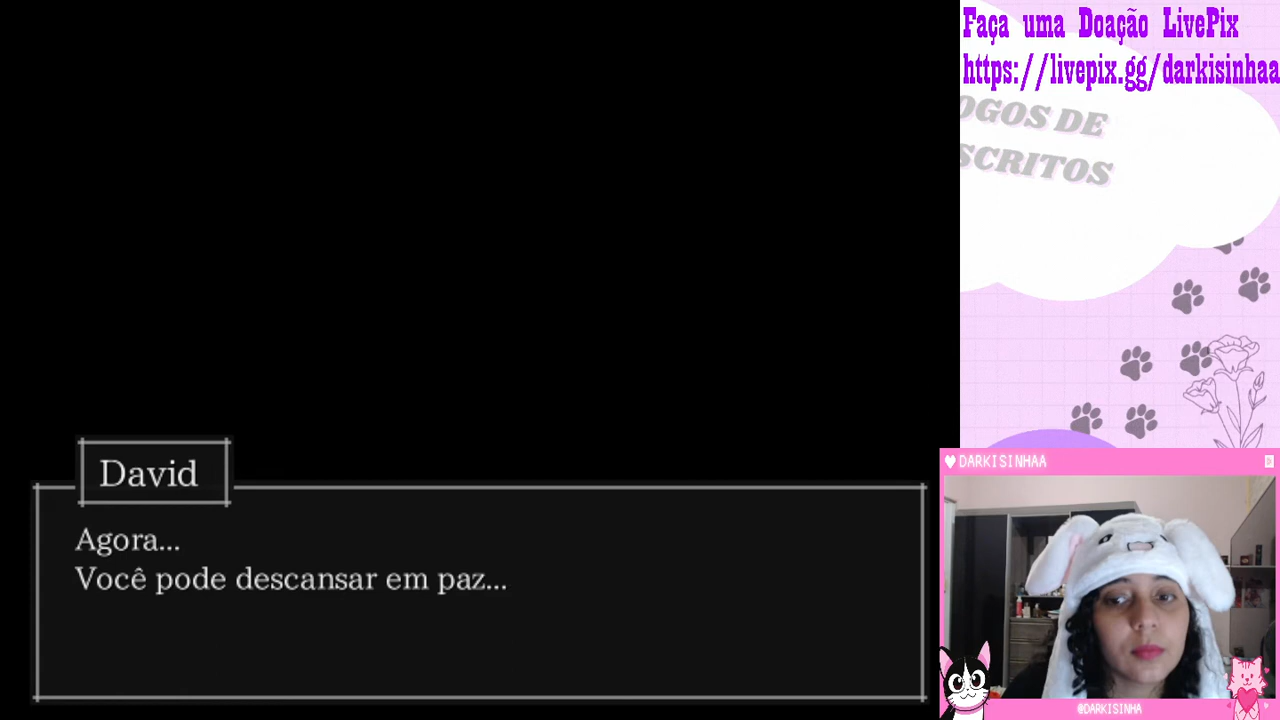 Faça uma Doação LivePix
https://livepix.gg/darkisinhaa
OGOS DE
SCRITOS
David
Agora...
Você pode descansar em paz...
DARKISINHAA
@DARKISINHA